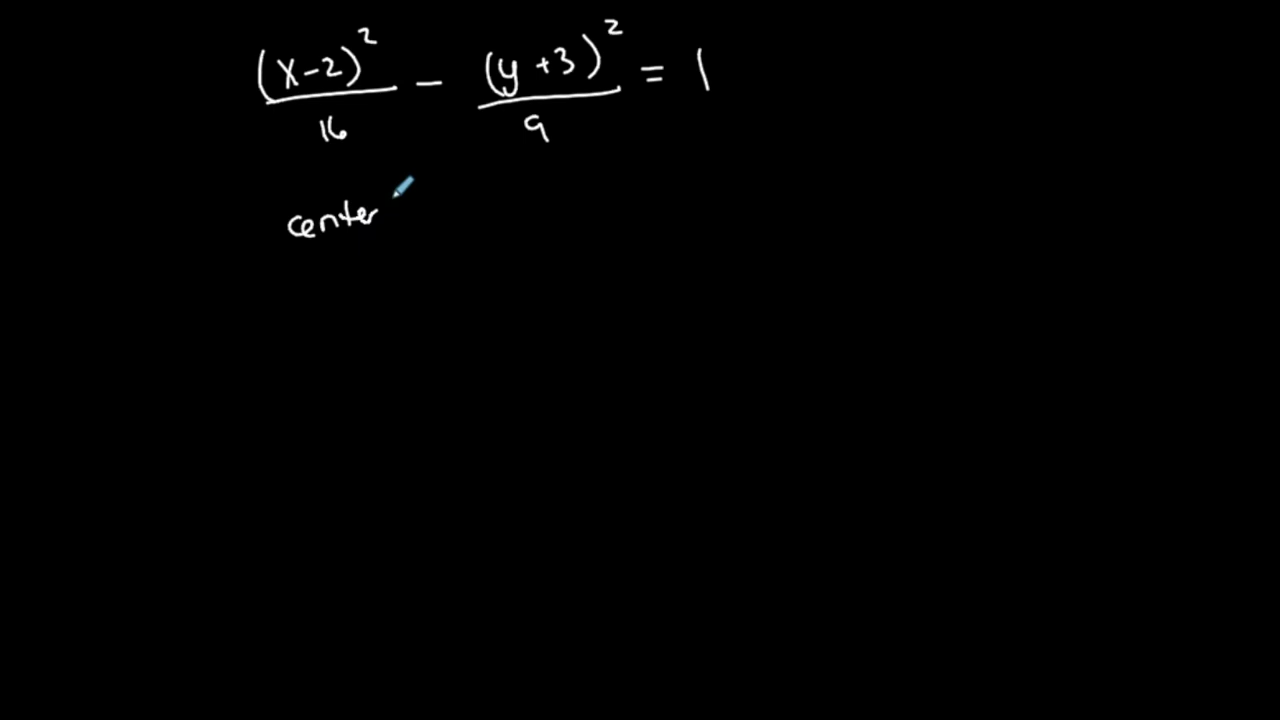 (x-2)² / 16 - (y+3)² / 9 = 1
center